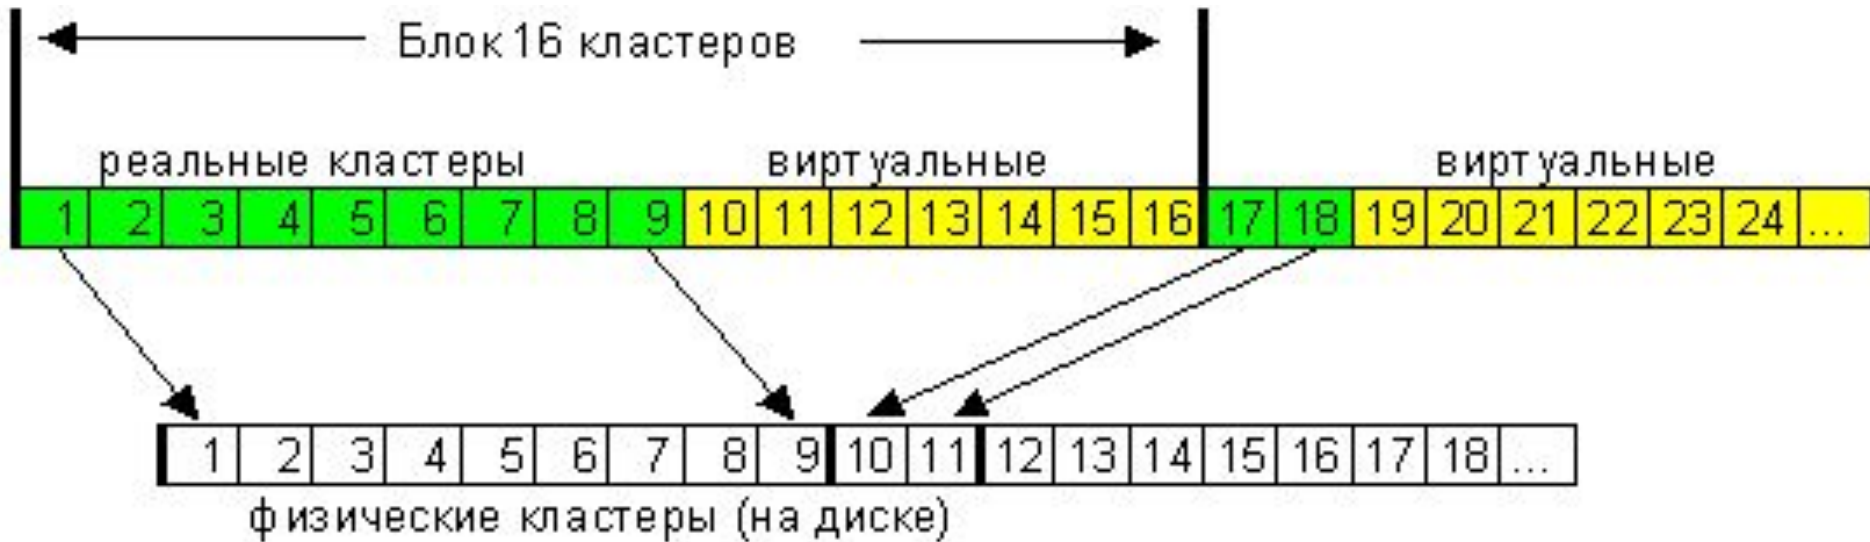 Блок 16 кластеров
реальные кластеры виртуальные виртуальные
1 2 3 4 5 6 7 8 9 10 11 12 13 14 15 16 17 18 19 20 21 22 23 24 ...
1 2 3 4 5 6 7 8 9 10 11 12 13 14 15 16 17 18 ...
физические кластеры (на диске)